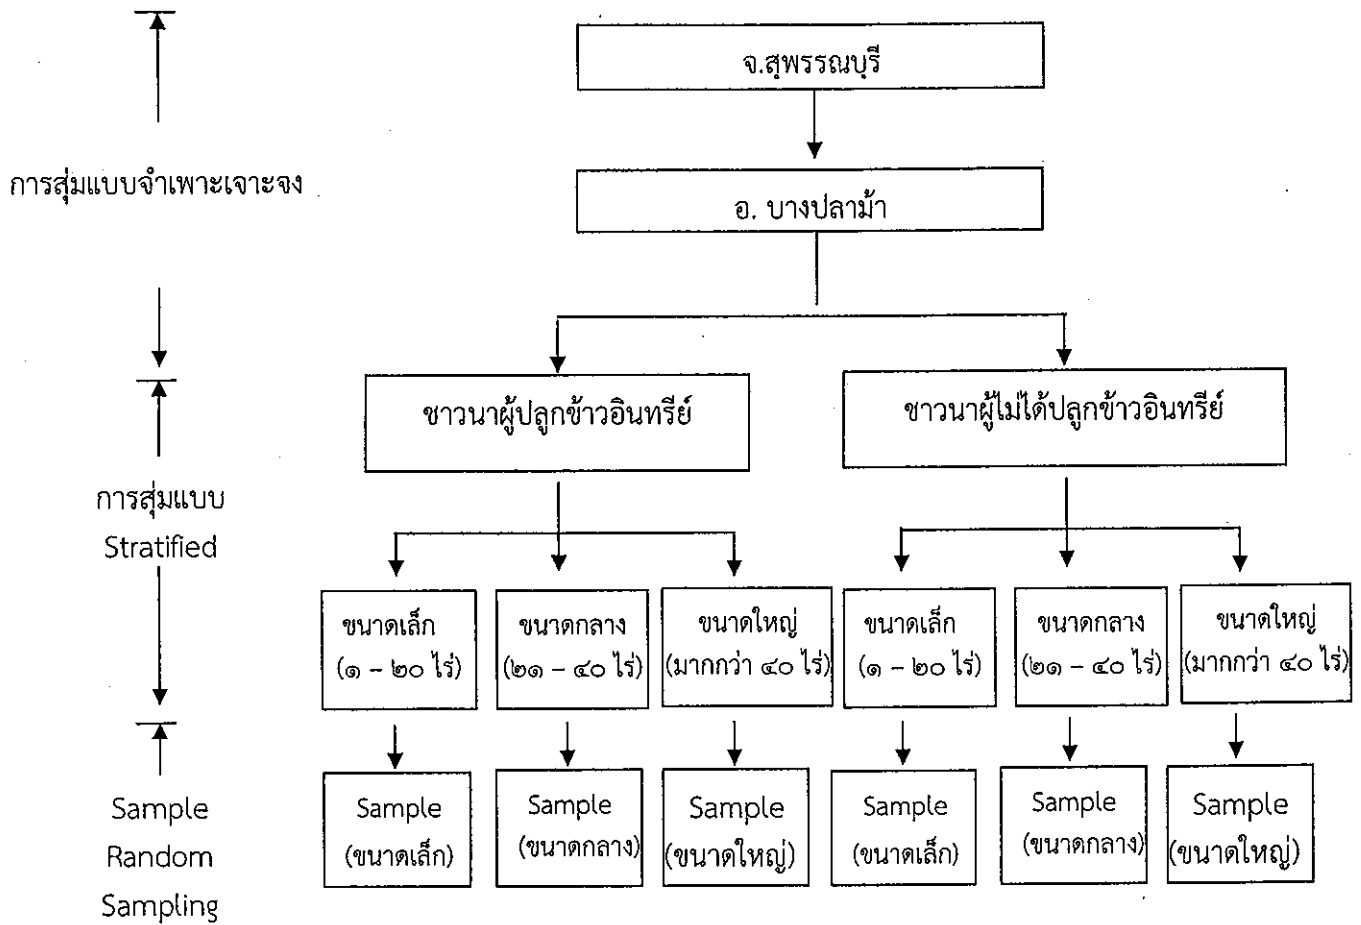 จ.สุพรรณบุรี
การสุ่มแบบจำเพาะเจาะจง
อ. บางปลาม้า
ชาวนาผู้ปลูกข้าวอินทรีย์
ชาวนาผู้ไม่ได้ปลูกข้าวอินทรีย์
การสุ่มแบบ
Stratified
ขนาดเล็ก
(๑ – ๒๐ ไร่)
ขนาดกลาง
(๒๑ – ๔๐ ไร่)
ขนาดใหญ่
(มากกว่า ๔๐ ไร่)
ขนาดเล็ก
(๑ – ๒๐ ไร่)
ขนาดกลาง
(๒๑ – ๔๐ ไร่)
ขนาดใหญ่
(มากกว่า ๔๐ ไร่)
Sample
Random
Sampling
Sample
(ขนาดเล็ก)
Sample
(ขนาดกลาง)
Sample
(ขนาดใหญ่)
Sample
(ขนาดเล็ก)
Sample
(ขนาดกลาง)
Sample
(ขนาดใหญ่)